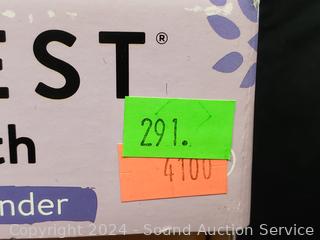 EST®
291.
th
4100
nder
Copyright 2024 - Sound Auction Service